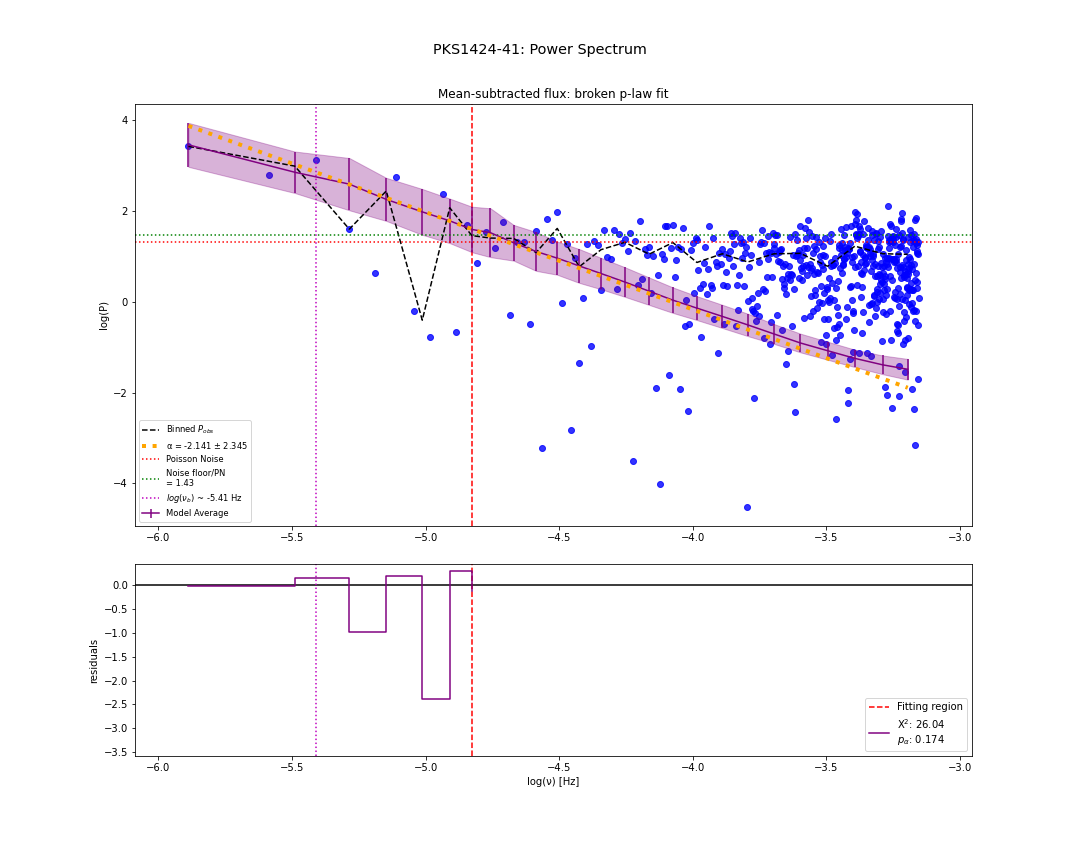 PKS1424-41: Power Spectrum
Mean-subtracted flux: broken p-law fit
log(P)
4
2
0
−2
−4
Binned P_obs
α = -2.141 ± 2.345
Poisson Noise
Noise floor/PN
= 1.43
log(ν_b) ~ -5.41 Hz
Model Average
−6.0 −5.5 −5.0 −4.5 −4.0 −3.5 −3.0
residuals
0.0
−0.5
−1.0
−1.5
−2.0
−2.5
−3.0
−3.5
Fitting region
X²: 26.04
p_α: 0.174
−6.0 −5.5 −5.0 −4.5 −4.0 −3.5 −3.0
log(ν) [Hz]